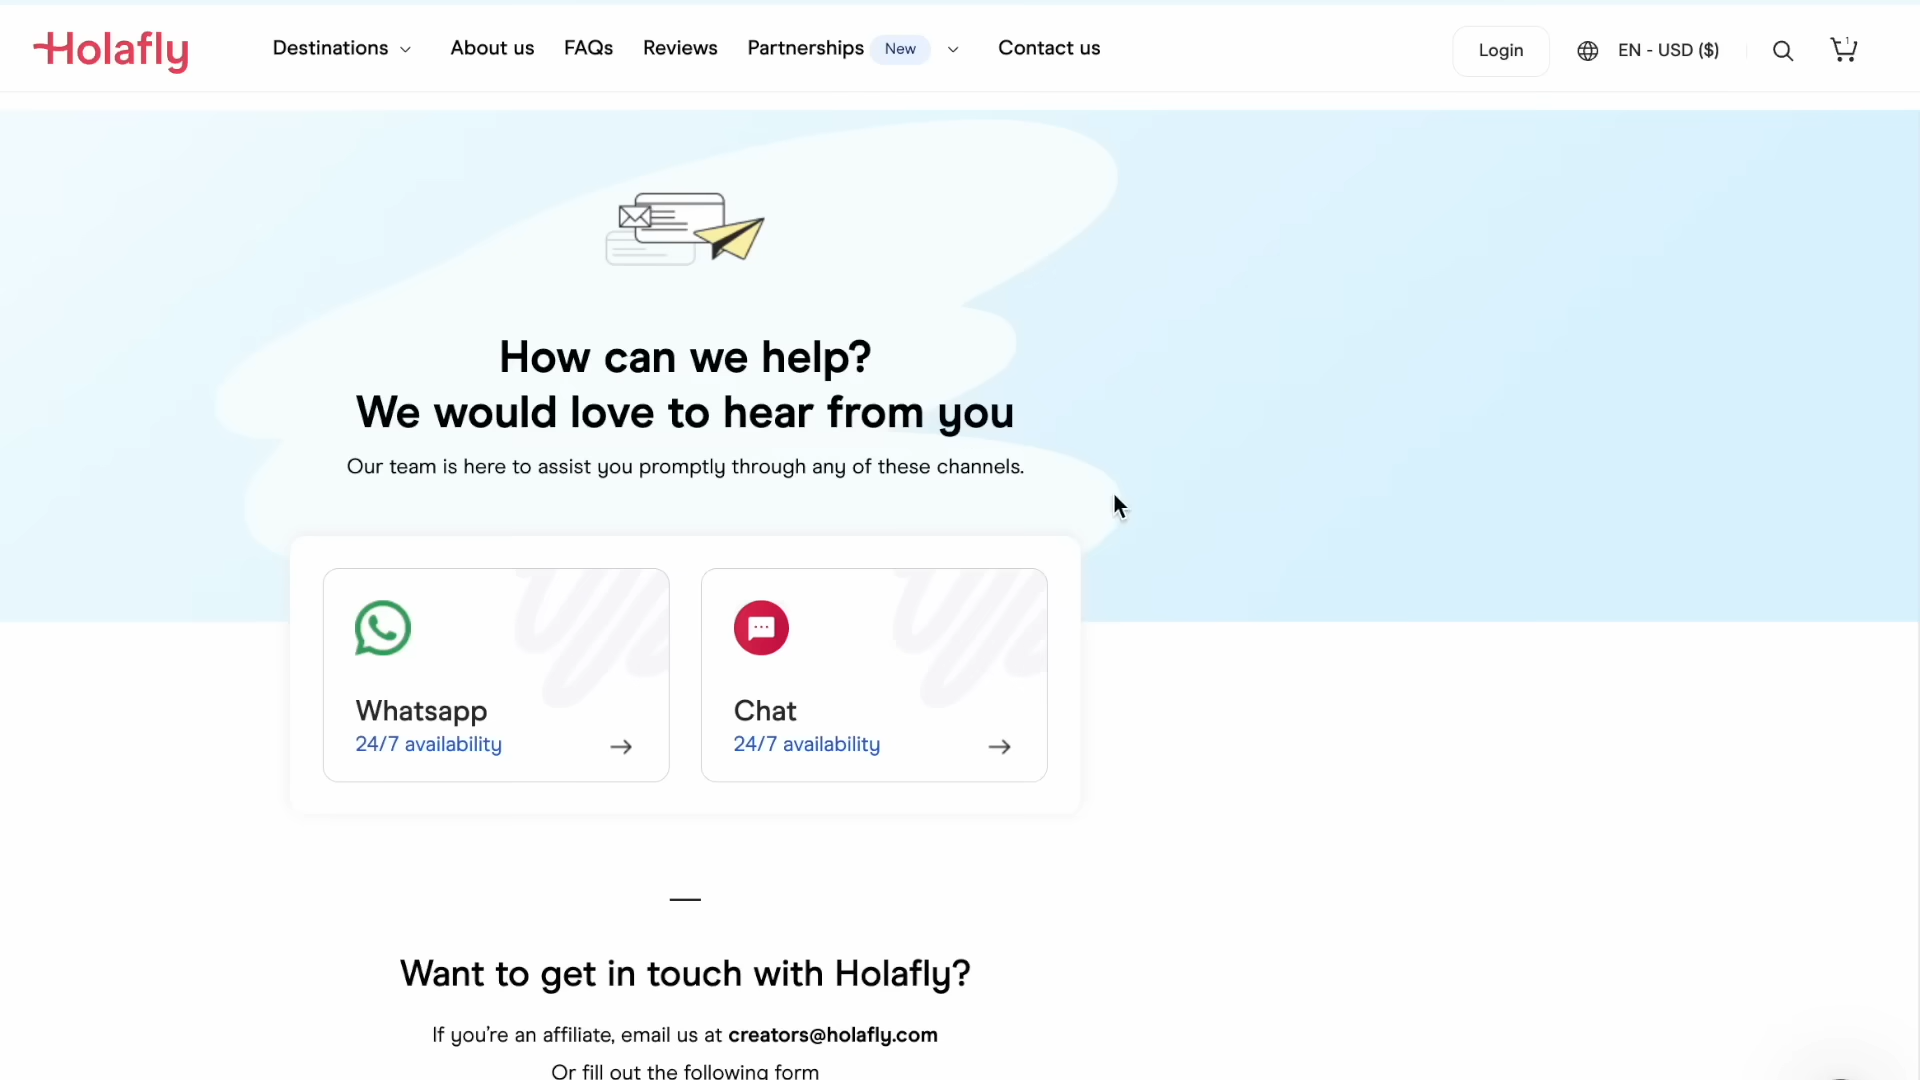 Holafly
Destinations
About us
FAQs
Reviews
Partnerships New
Contact us
Login
EN - USD ($)
1
How can we help?
We would love to hear from you
Our team is here to assist you promptly through any of these channels.
Whatsapp
24/7 availability
Chat
24/7 availability
Want to get in touch with Holafly?
If you're an affiliate, email us at creators@holafly.com
Or fill out the following form